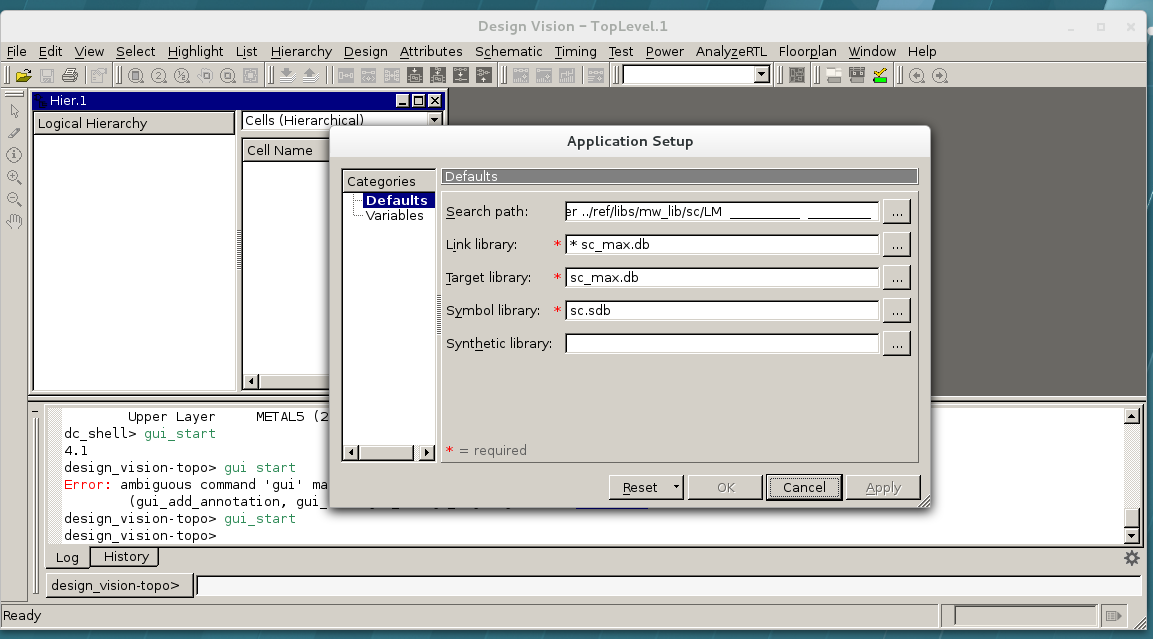 Design Vision - TopLevel.1
File Edit View Select Highlight List Hierarchy Design Attributes Schematic Timing Test Power AnalyzeRTL Floorplan Window Help
Hier.1
Logical Hierarchy
Cells (Hierarchical)
Cell Name
Application Setup
Categories
Defaults
Variables
Defaults
Search path: er ../ref/libs/mw_lib/sc/LM __________ _________ ...
Link library: * * sc_max.db ...
Target library: * sc_max.db ...
Symbol library: * sc.sdb ...
Synthetic library: ...
* = required
Reset OK Cancel Apply
Upper Layer METAL5 (2
dc_shell> gui_start
4.1
design_vision-topo> gui start
Error: ambiguous command 'gui' ma
(gui_add_annotation, gui_
design_vision-topo> gui_start
design_vision-topo>
Log History
design_vision-topo>
Ready